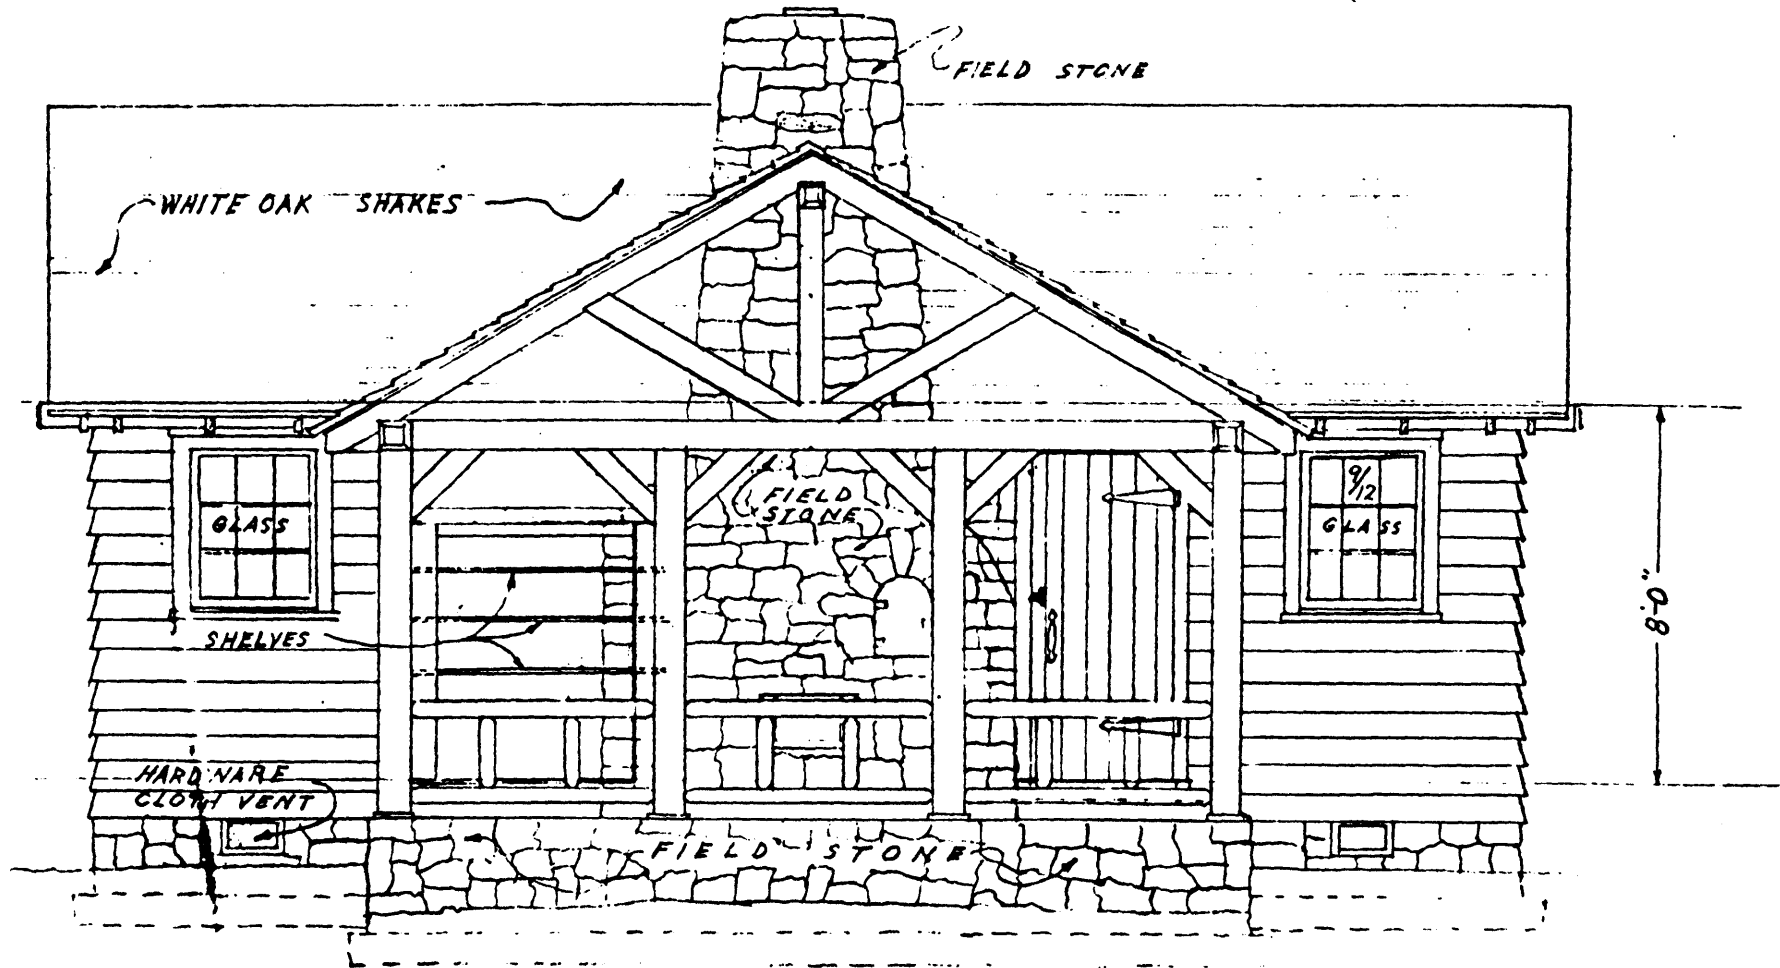 FIELD STONE
WHITE OAK SHAKES
9/12
GLASS
FIELD
STONE
GLASS
SHELVES
8'-0"
HARDWARE
CLOTH VENT
FIELD STONE